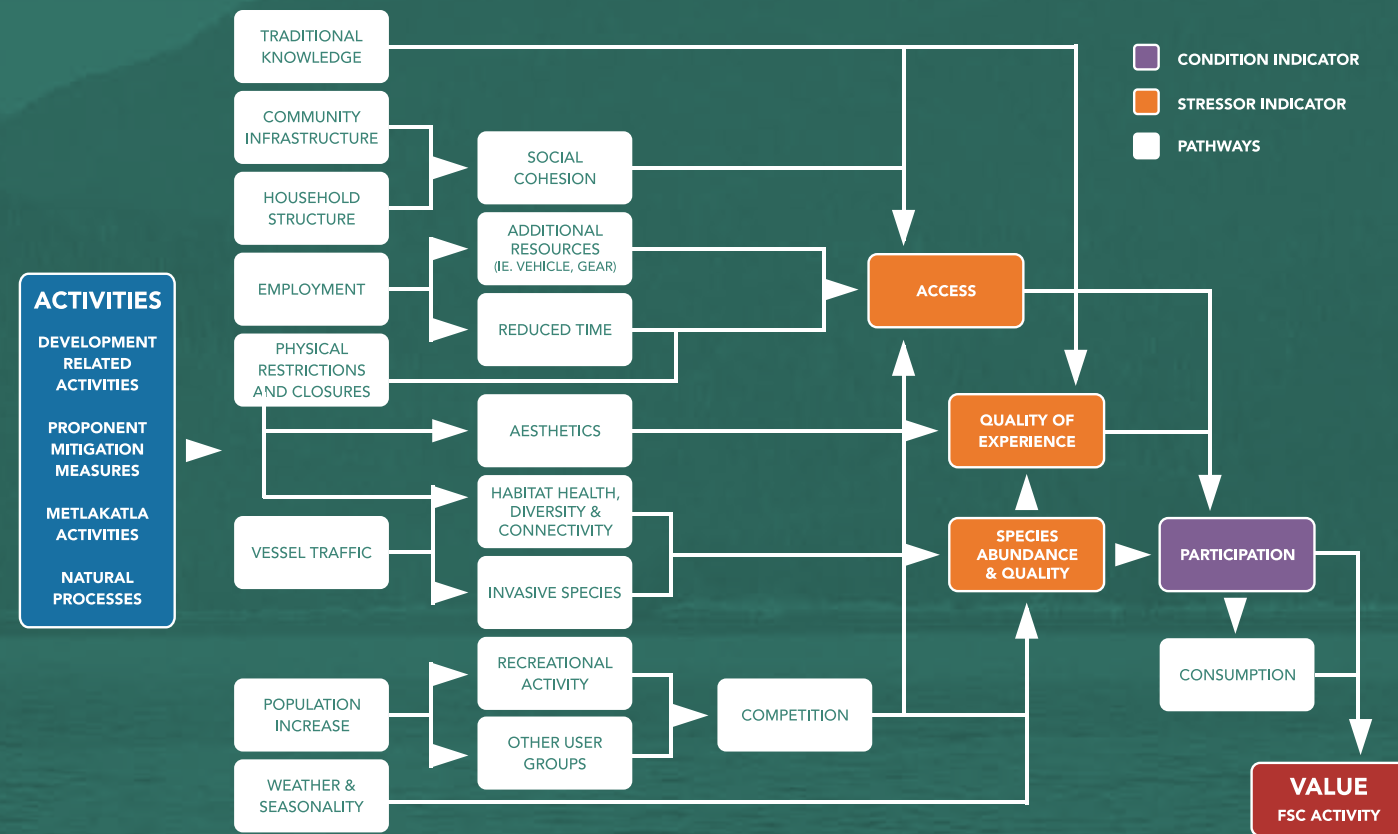 TRADITIONAL
KNOWLEDGE
COMMUNITY
INFRASTRUCTURE
HOUSEHOLD
STRUCTURE
EMPLOYMENT
PHYSICAL
RESTRICTIONS
AND CLOSURES
VESSEL TRAFFIC
POPULATION
INCREASE
WEATHER &
SEASONALITY
ACTIVITIES
DEVELOPMENT
RELATED
ACTIVITIES
PROPONENT
MITIGATION
MEASURES
METLAKATLA
ACTIVITIES
NATURAL
PROCESSES
SOCIAL
COHESION
ADDITIONAL
RESOURCES
(IE. VEHICLE, GEAR)
REDUCED TIME
AESTHETICS
HABITAT HEALTH,
DIVERSITY &
CONNECTIVITY
INVASIVE SPECIES
RECREATIONAL
ACTIVITY
OTHER USER
GROUPS
COMPETITION
ACCESS
QUALITY OF
EXPERIENCE
SPECIES
ABUNDANCE
& QUALITY
PARTICIPATION
CONSUMPTION
VALUE
FSC ACTIVITY
CONDITION INDICATOR
STRESSOR INDICATOR
PATHWAYS